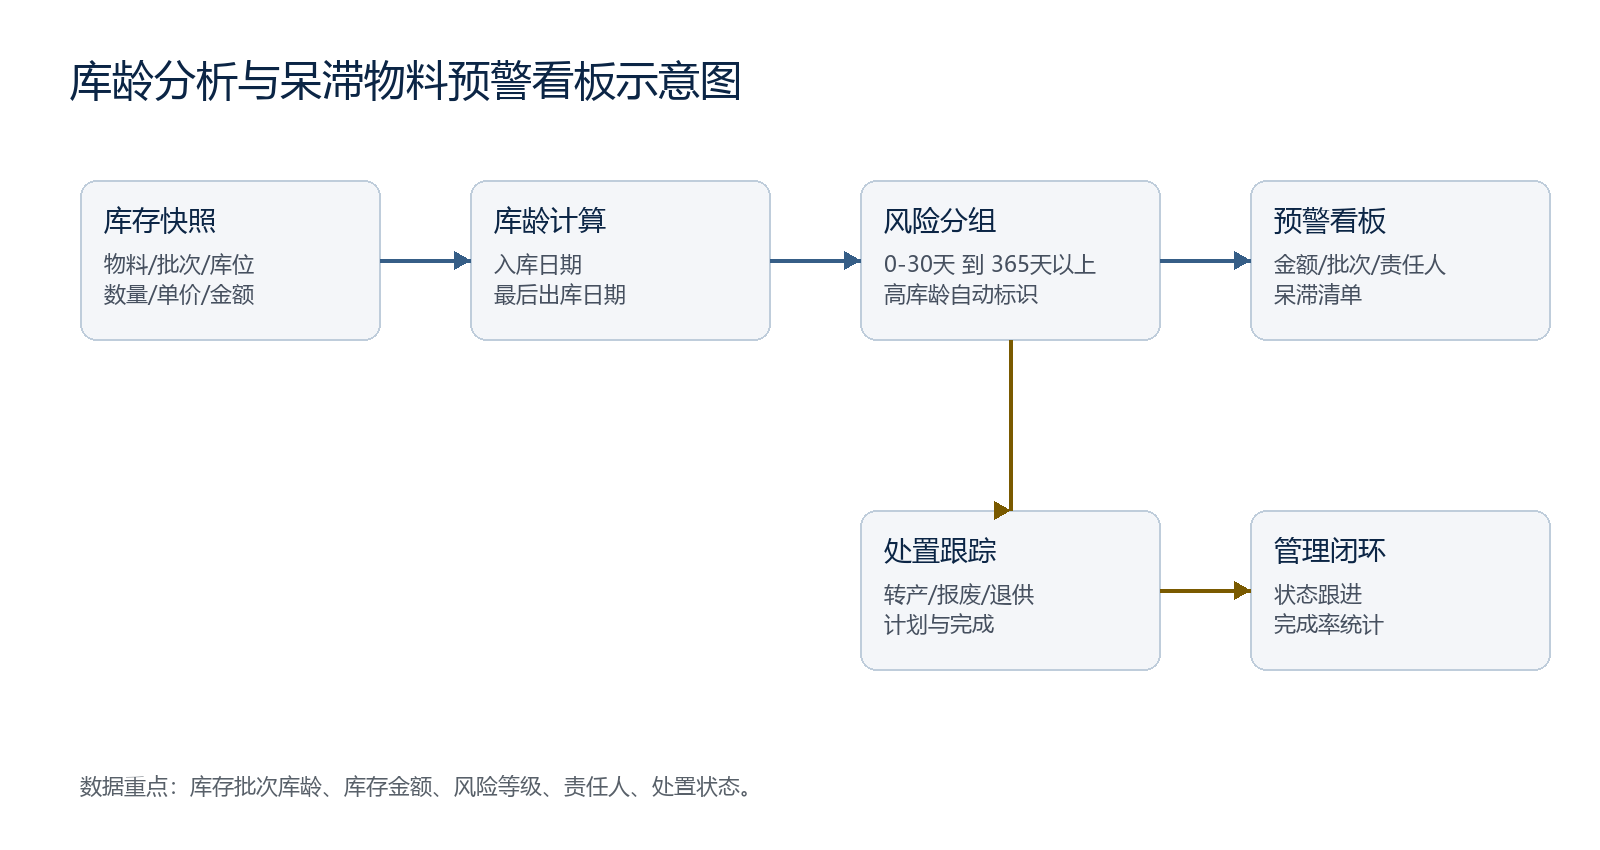 库龄分析与呆滞物料预警看板示意图
库存快照
物料/批次/库位
数量/单价/金额
库龄计算
入库日期
最后出库日期
风险分组
0-30天 到 365天以上
高库龄自动标识
预警看板
金额/批次/责任人
呆滞清单
处置跟踪
转产/报废/退供
计划与完成
管理闭环
状态跟进
完成率统计
数据重点：库存批次库龄、库存金额、风险等级、责任人、处置状态。